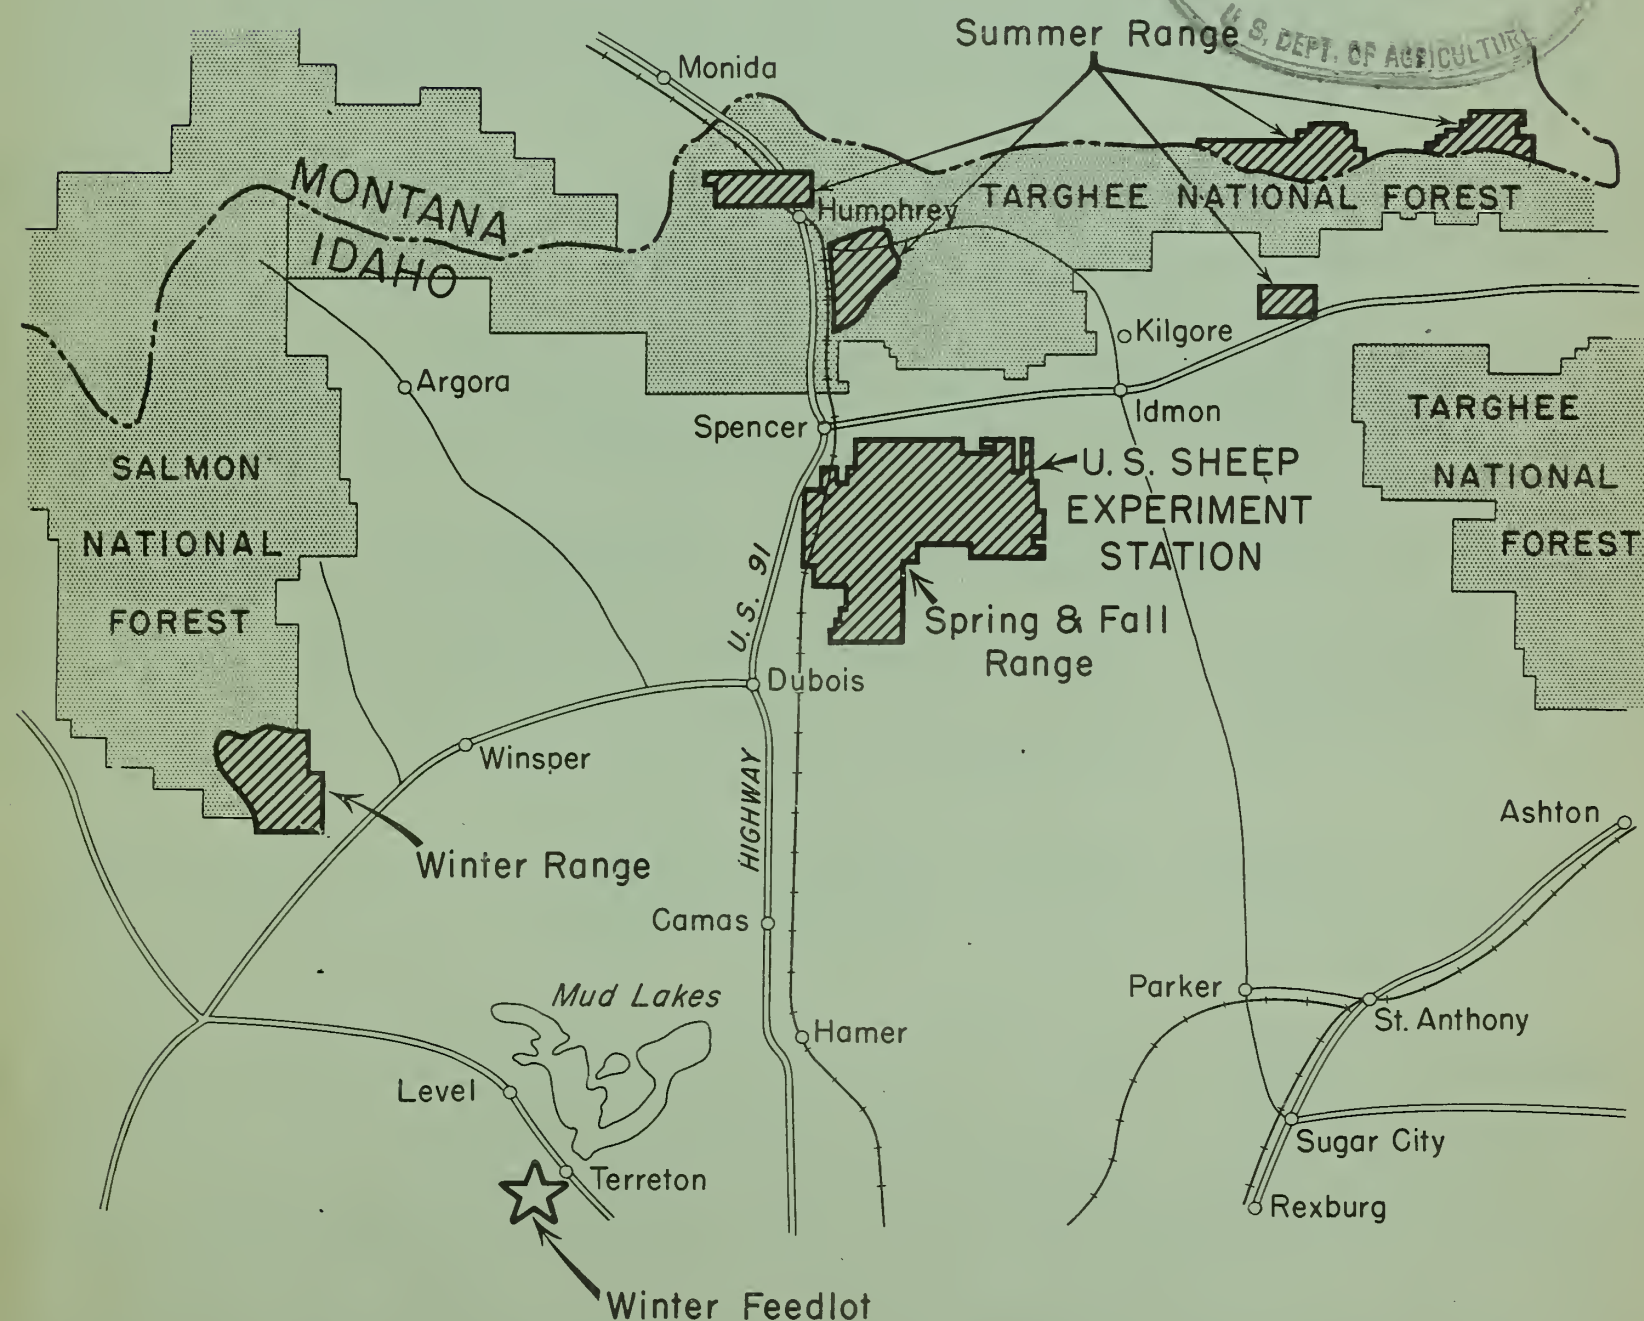 U. S. DEPT. OF AGRICULTURE
Summer Range
Monida
MONTANA
IDAHO
Humphrey
TARGHEE NATIONAL FOREST
Kilgore
Argora
Idmon
Spencer
TARGHEE
NATIONAL
FOREST
SALMON
NATIONAL
FOREST
U. S. SHEEP
EXPERIMENT
STATION
Spring & Fall
Range
U. S. 91
HIGHWAY
Dubois
Winsper
Winter Range
Ashton
Camas
Mud Lakes
Parker
St. Anthony
Hamer
Level
Sugar City
Terreton
Rexburg
Winter Feedlot